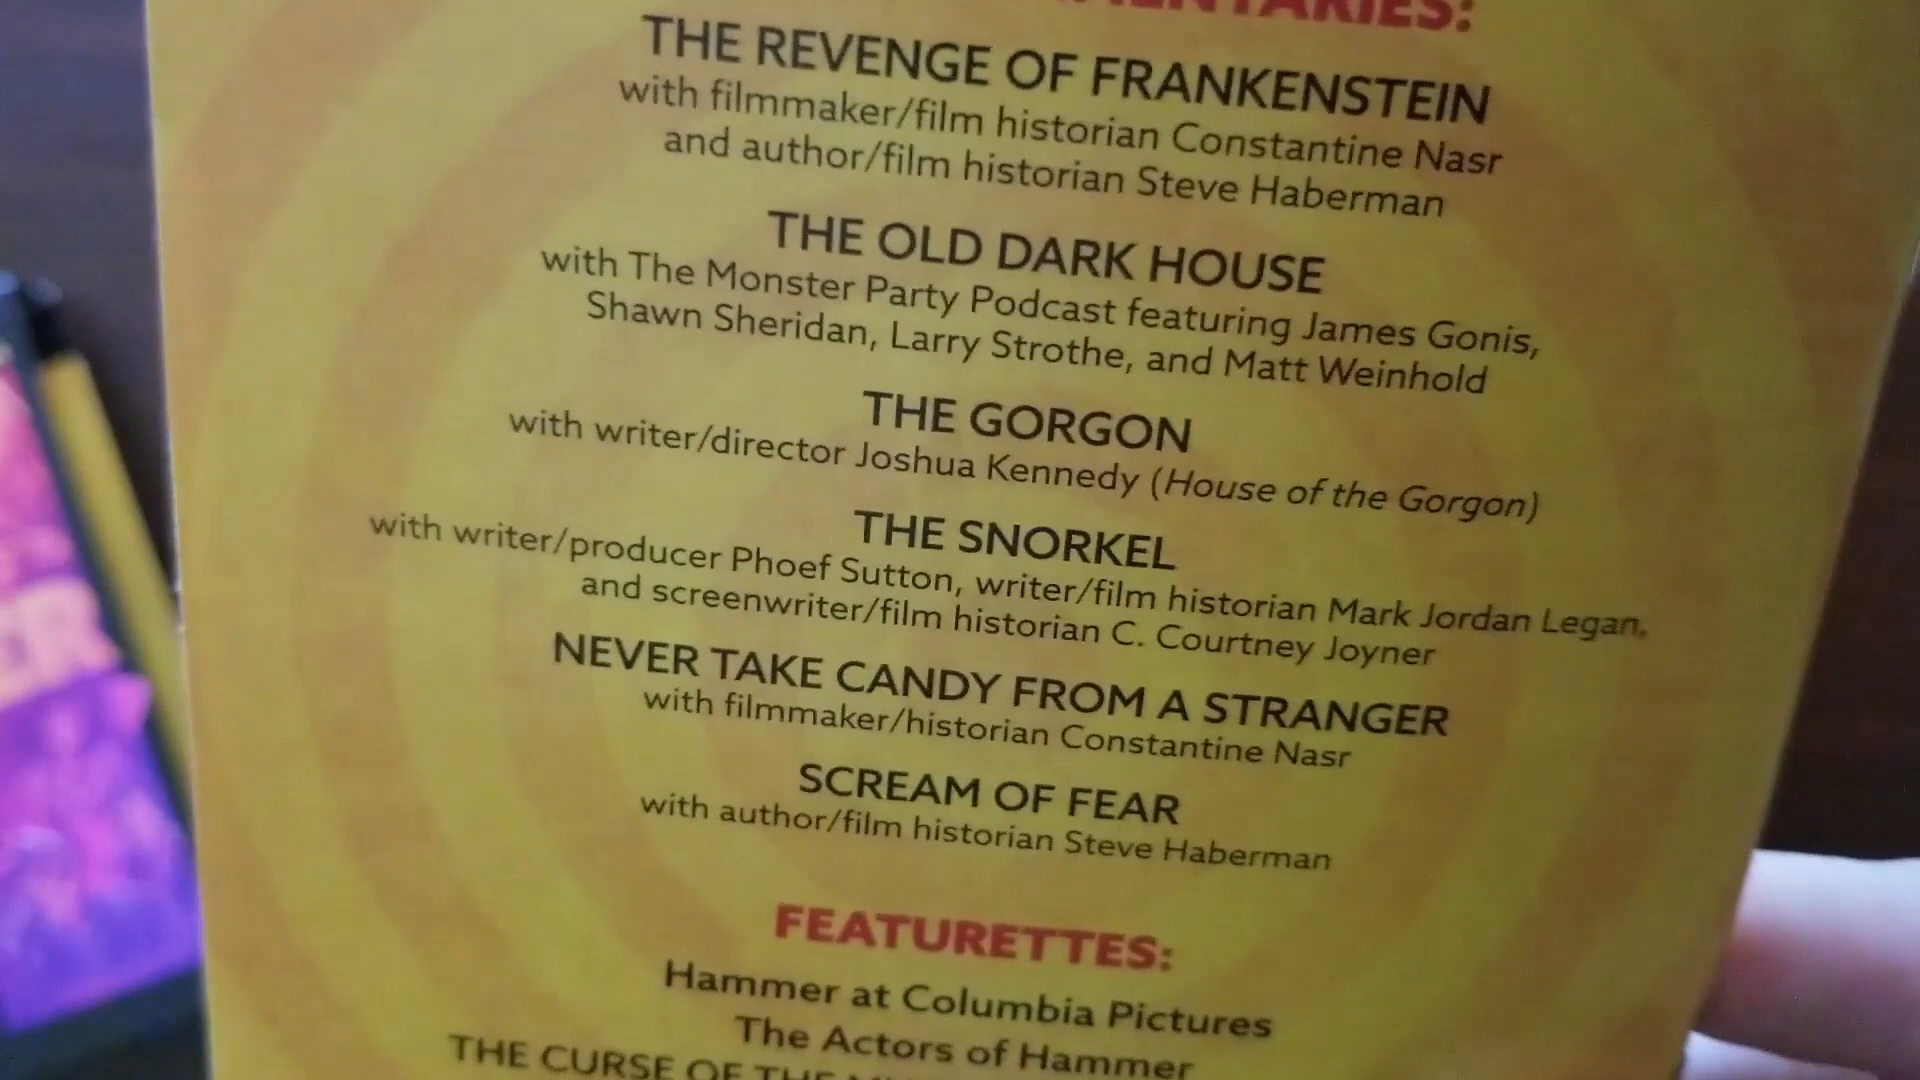 THE REVENGE OF FRANKENSTEIN
with filmmaker/film historian Constantine Nasr
and author/film historian Steve Haberman
THE OLD DARK HOUSE
with The Monster Party Podcast featuring James Gonis,
Shawn Sheridan, Larry Strothe, and Matt Weinhold
THE GORGON
with writer/director Joshua Kennedy (House of the Gorgon)
THE SNORKEL
with writer/producer Phoef Sutton, writer/film historian Mark Jordan Legan,
and screenwriter/film historian C. Courtney Joyner
NEVER TAKE CANDY FROM A STRANGER
with filmmaker/historian Constantine Nasr
SCREAM OF FEAR
with author/film historian Steve Haberman
FEATURETTES:
Hammer at Columbia Pictures
The Actors of Hammer
THE CURSE OF THE